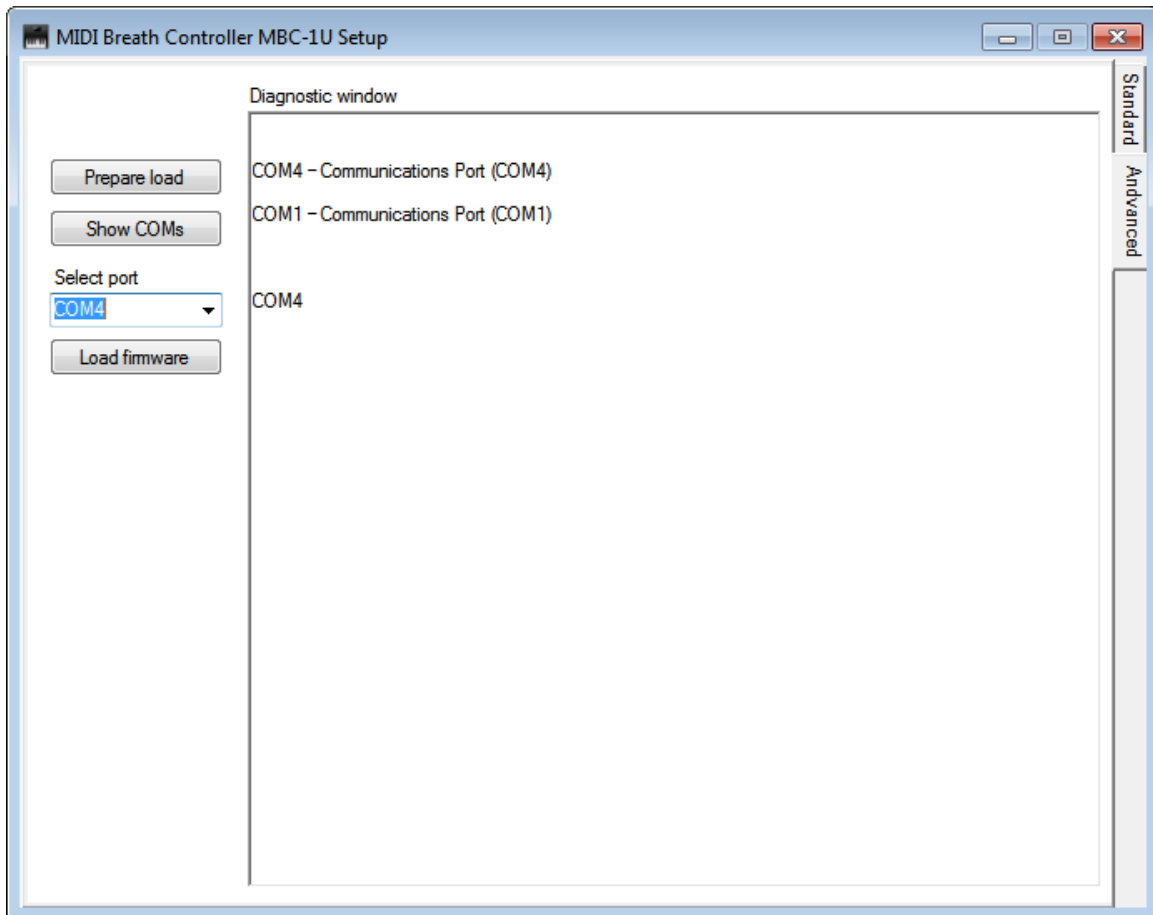 MIDI Breath Controller MBC-1U Setup
Diagnostic window
Prepare load
Show COMs
Select port
COM4
Load firmware
COM4 – Communications Port (COM4)
COM1 – Communications Port (COM1)
COM4
Standard
Andvanced